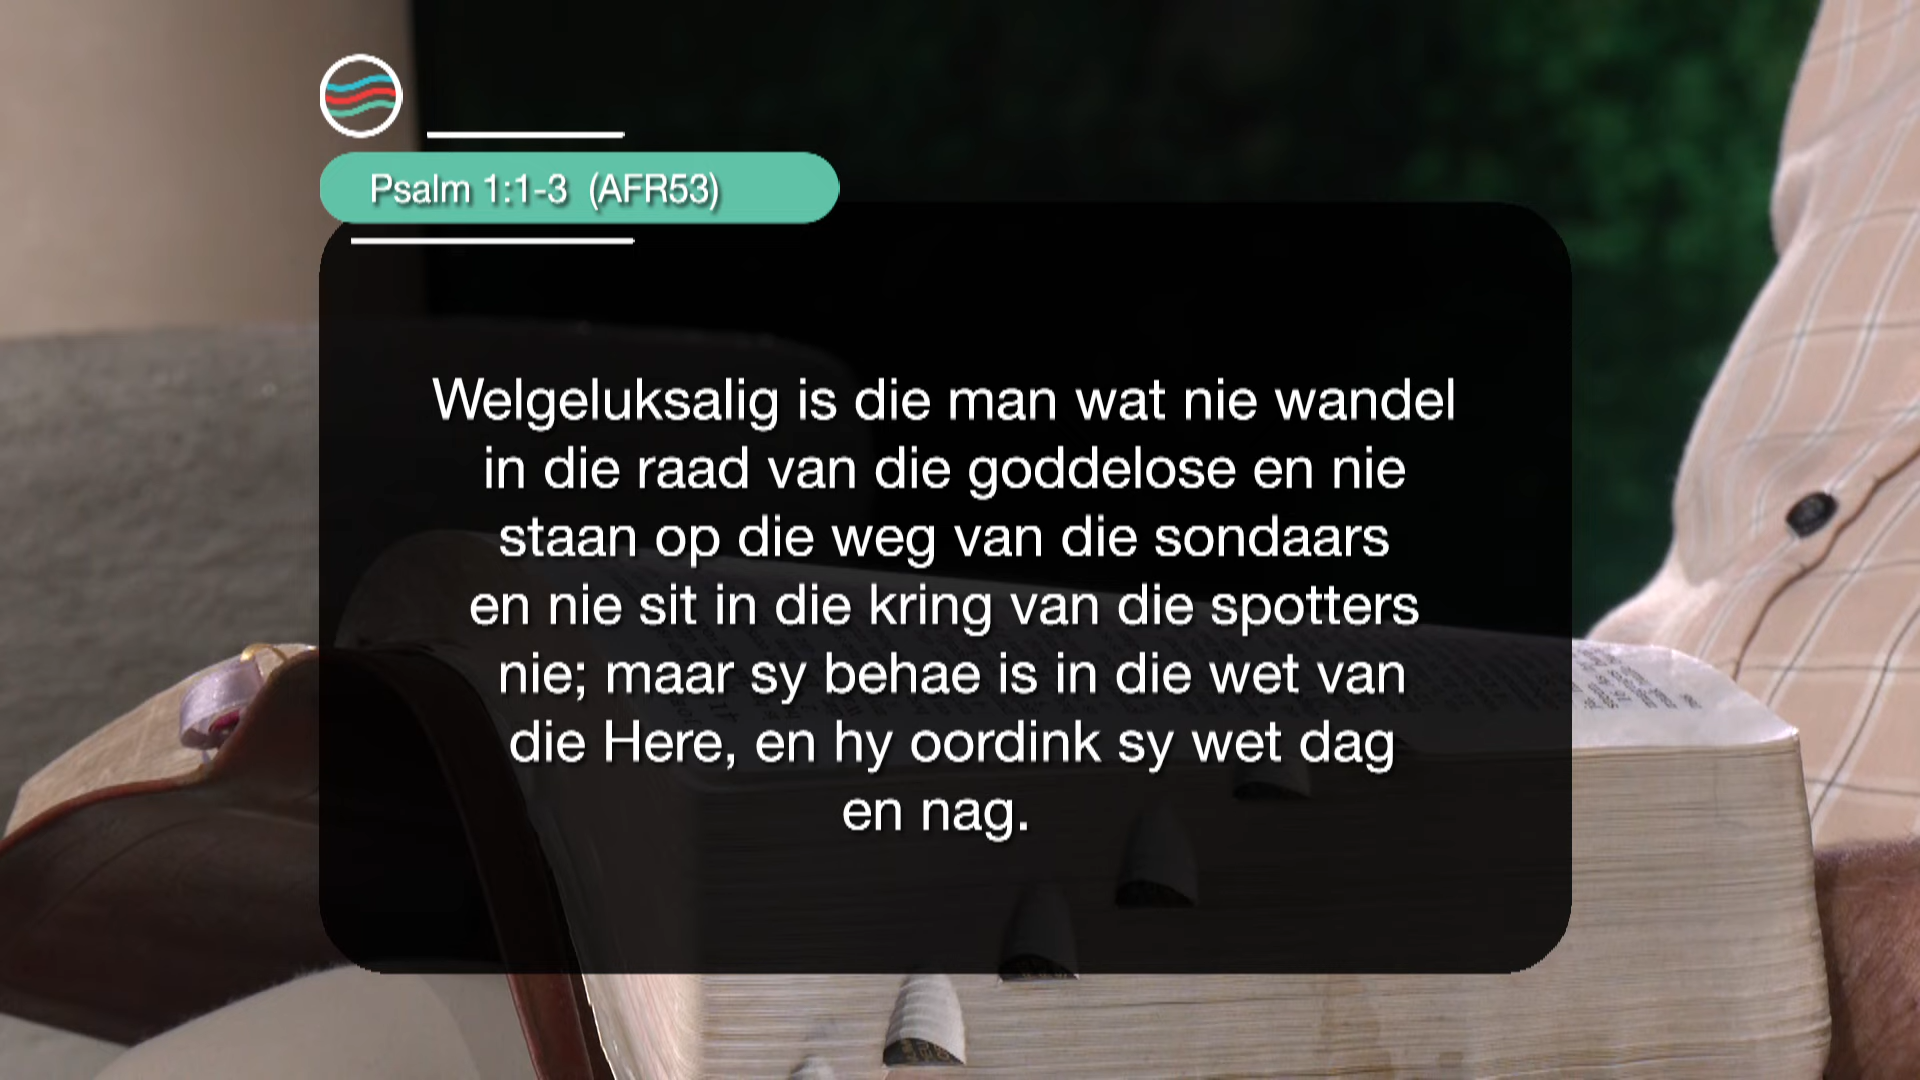 Psalm 1:1-3 (AFR53)
Welgeluksalig is die man wat nie wandel
in die raad van die goddelose en nie
staan op die weg van die sondaars
en nie sit in die kring van die spotters
nie; maar sy behae is in die wet van
die Here, en hy oordink sy wet dag
en nag.